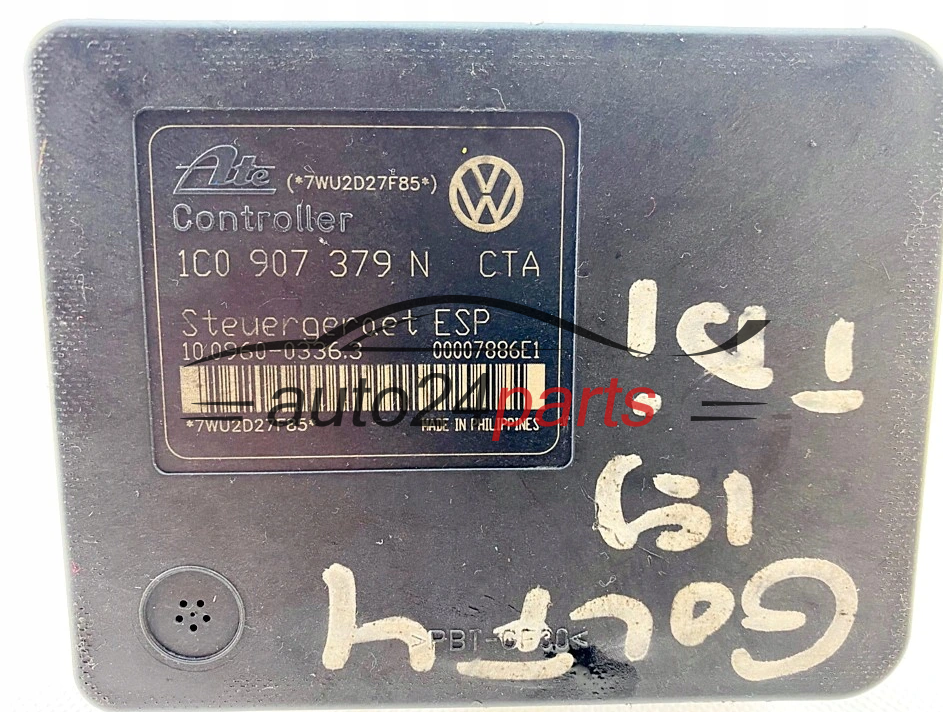 Ate (*7WU2D27F85*)
Controller
1C0 907 379 N CTA
Steuergeraet ESP
10.0960-0336.3 00007886E1
auto24parts
*7WU2D27F85* MADE IN PHILIPPINES
GOLF 4
1.9
TDI
>PBT-GF30<